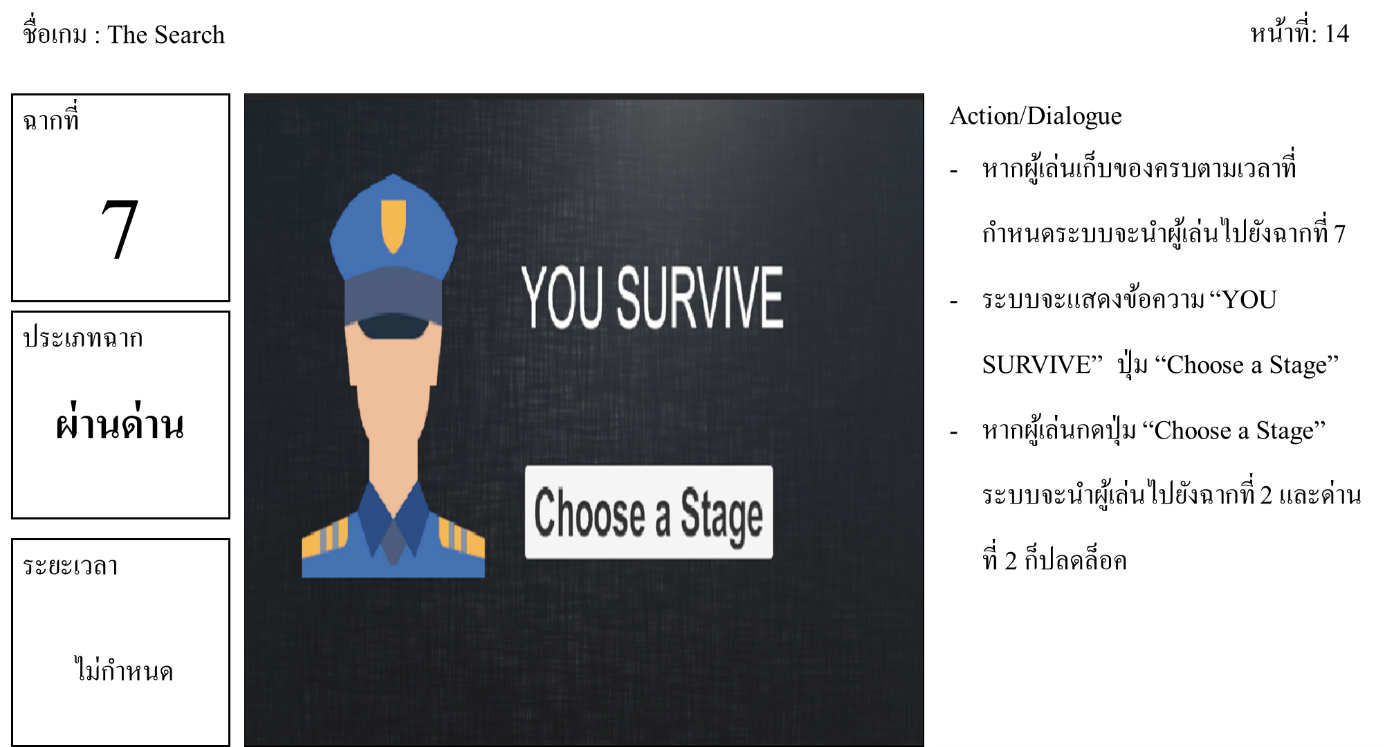 ชื่อเกม : The Search
หน้าที่: 14
ฉากที่
7
ประเภทฉาก
ผ่านด่าน
ระยะเวลา
ไม่กำหนด
YOU SURVIVE
Choose a Stage
Action/Dialogue
- หากผู้เล่นเก็บของครบตามเวลาที่
กำหนดระบบจะนำผู้เล่นไปยังฉากที่ 7
- ระบบจะแสดงข้อความ “YOU
SURVIVE” ปุ่ม “Choose a Stage”
- หากผู้เล่นกดปุ่ม “Choose a Stage”
ระบบจะนำผู้เล่นไปยังฉากที่ 2 และด่าน
ที่ 2 ก็ปลดล็อค